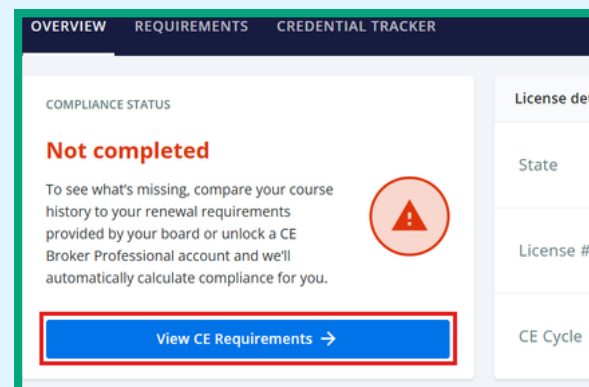 OVERVIEW REQUIREMENTS CREDENTIAL TRACKER
COMPLIANCE STATUS
Not completed
To see what's missing, compare your course
history to your renewal requirements
provided by your board or unlock a CE
Broker Professional account and we'll
automatically calculate compliance for you.
View CE Requirements →
License
State
License #
CE Cycle